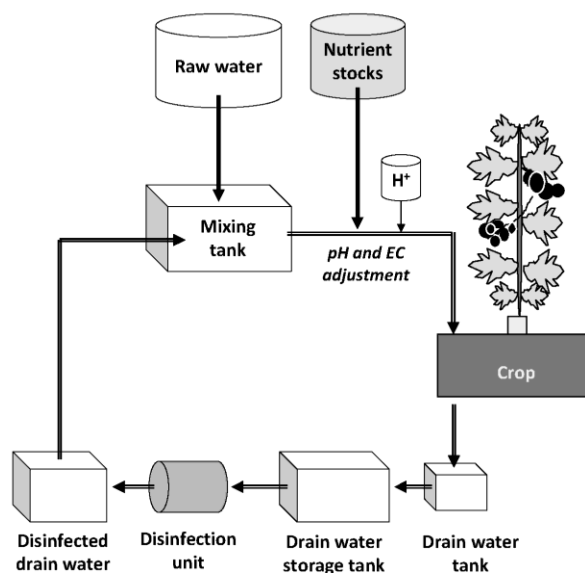 Raw water
Nutrient
stocks
H⁺
Mixing
tank
pH and EC
adjustment
Crop
Disinfected
drain water
Disinfection
unit
Drain water
storage tank
Drain water
tank